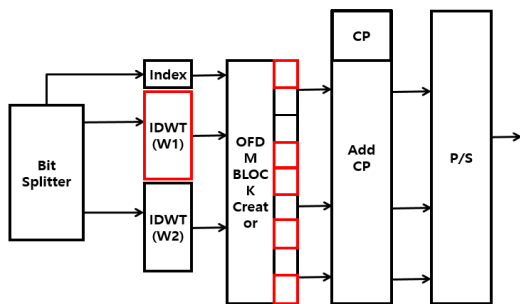 CP
Index
IDWT
(W1)
Bit
Splitter
IDWT
(W2)
OFD
M
BLOC
K
Creat
or
Add
CP
P/S